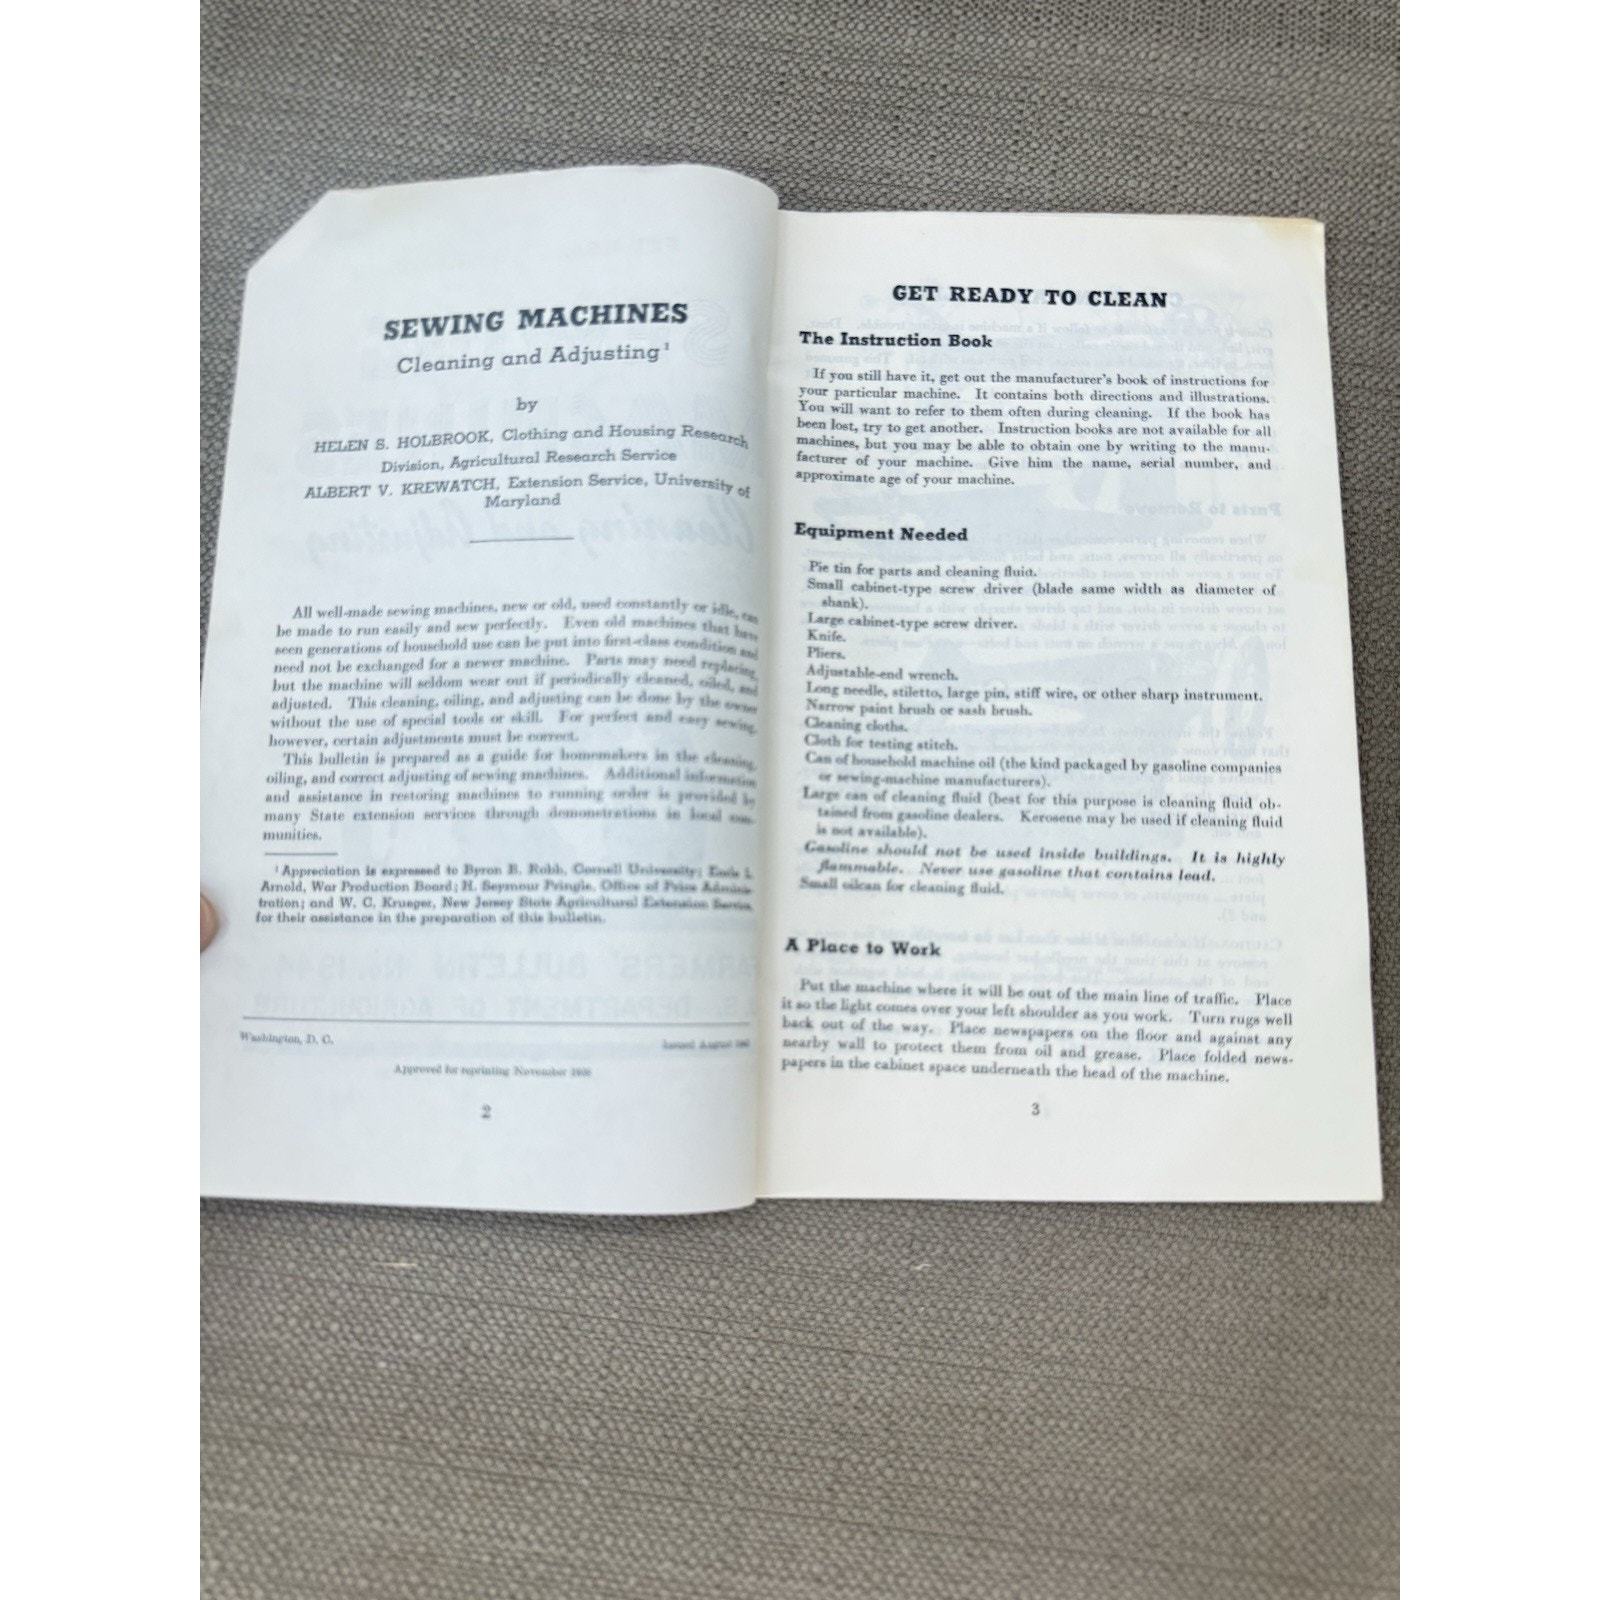 SEWING MACHINES
Cleaning and Adjusting¹
by
HELEN S. HOLBROOK, Clothing and Housing Research
Division, Agricultural Research Service
ALBERT V. KREWATCH, Extension Service, University of
Maryland
All well-made sewing machines, new or old, used constantly or idle, can
be made to run easily and sew perfectly. Even old machines that have
seen generations of household use can be put into first-class condition and
need not be exchanged for a newer machine. Parts may need replacing,
but the machine will seldom wear out if periodically cleaned, oiled, and
adjusted. This cleaning, oiling, and adjusting can be done by the owner
without the use of special tools or skill. For perfect and easy sewing,
however, certain adjustments must be correct.
This bulletin is prepared as a guide for homemakers in the cleaning,
oiling, and correct adjusting of sewing machines. Additional information
and assistance in restoring machines to running order is provided by
many State extension services through demonstrations in local com-
munities.
¹ Appreciation is expressed to Byron B. Robb, Cornell University;
Arnold, War Production Board; H. Seymour Pringle, Office of Price Adminis-
tration; and W. C. Krueger, New Jersey State Agricultural Extension Service,
for their assistance in the preparation of this bulletin.
Washington, D. C. Issued August
Approved for reprinting November
2
GET READY TO CLEAN
The Instruction Book
If you still have it, get out the manufacturer's book of instructions for
your particular machine. It contains both directions and illustrations.
You will want to refer to them often during cleaning. If the book has
been lost, try to get another. Instruction books are not available for all
machines, but you may be able to obtain one by writing to the manu-
facturer of your machine. Give him the name, serial number, and
approximate age of your machine.
Equipment Needed
Pie tin for parts and cleaning fluid.
Small cabinet-type screw driver (blade same width as diameter of
shank).
Large cabinet-type screw driver.
Knife.
Pliers.
Adjustable-end wrench.
Long needle, stiletto, large pin, stiff wire, or other sharp instrument.
Narrow paint brush or sash brush.
Cleaning cloths.
Cloth for testing stitch.
Can of household machine oil (the kind packaged by gasoline companies
or sewing-machine manufacturers).
Large can of cleaning fluid (best for this purpose is cleaning fluid ob-
tained from gasoline dealers. Kerosene may be used if cleaning fluid
is not available).
Gasoline should not be used inside buildings. It is highly
flammable. Never use gasoline that contains lead.
Small oilcan for cleaning fluid.
A Place to Work
Put the machine where it will be out of the main line of traffic. Place
it so the light comes over your left shoulder as you work. Turn rugs well
back out of the way. Place newspapers on the floor and against any
nearby wall to protect them from oil and grease. Place folded news-
papers in the cabinet space underneath the head of the machine.
3